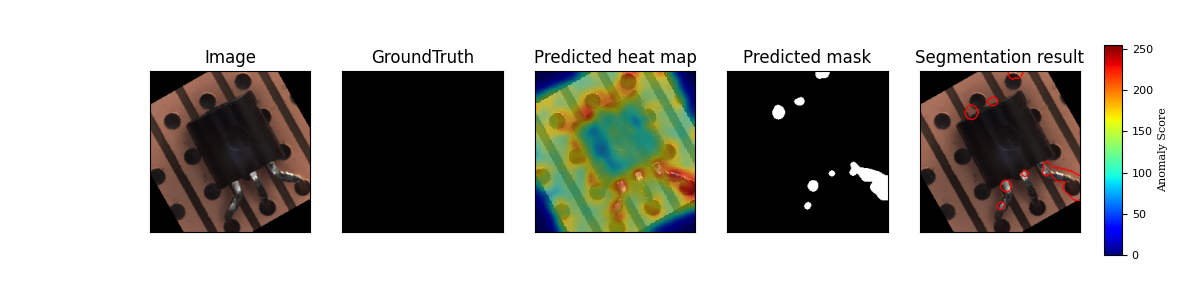 Image
GroundTruth
Predicted heat map
Predicted mask
Segmentation result
250
200
150
100
50
0
Anomaly Score